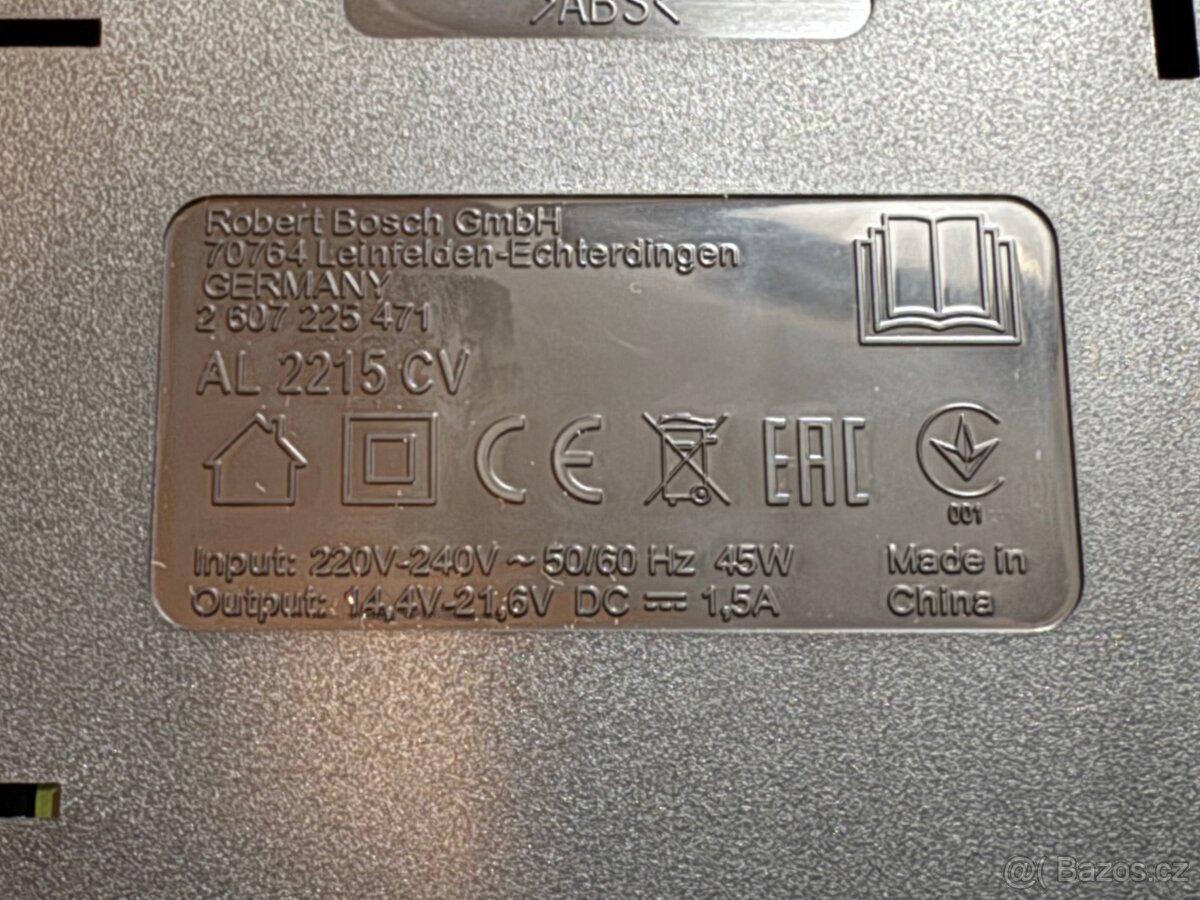 >ABS<
Robert Bosch GmbH
70764 Leinfelden-Echterdingen
GERMANY
2 607 225 471
AL 2215 CV
CE
EAC
001
Input: 220V-240V ~ 50/60 Hz 45W
Output: 14,4V-21,6V DC ⎓ 1,5A
Made in
China
@( Bazos.cz